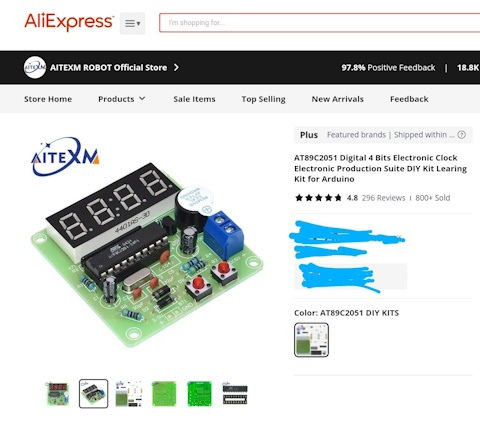 AliExpress
I'm shopping for...
AITEXM ROBOT Official Store
97.8% Positive Feedback | 18.8K
Store Home
Products
Sale Items
Top Selling
New Arrivals
Feedback
Plus Featured brands | Shipped within ...
AT89C2051 Digital 4 Bits Electronic Clock
Electronic Production Suite DIY Kit Learing
Kit for Arduino
4.8 296 Reviews 800+ Sold
AITEXM
4401AS-30
Color: AT89C2051 DIY KITS